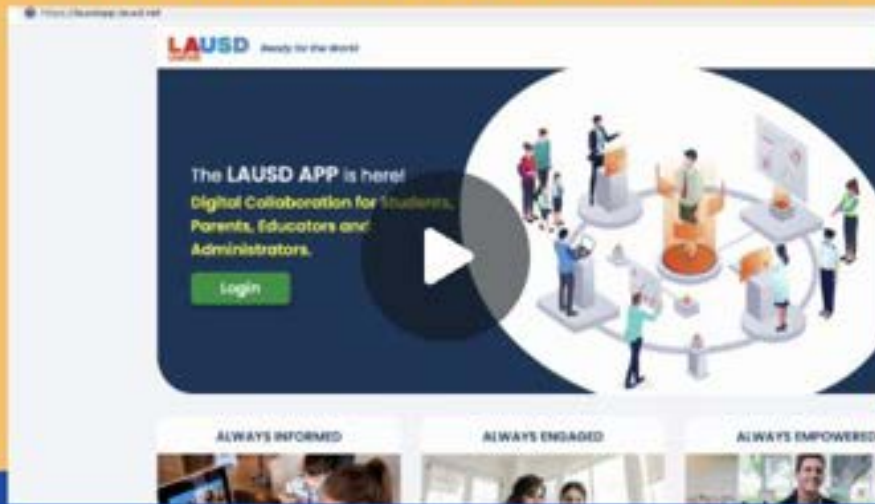 LAUSD
Ready for the World
The LAUSD APP is here!
Digital Collaboration for Students,
Parents, Educators and
Administrators.
Login
ALWAYS INFORMED
ALWAYS ENGAGED
ALWAYS EMPOWERED